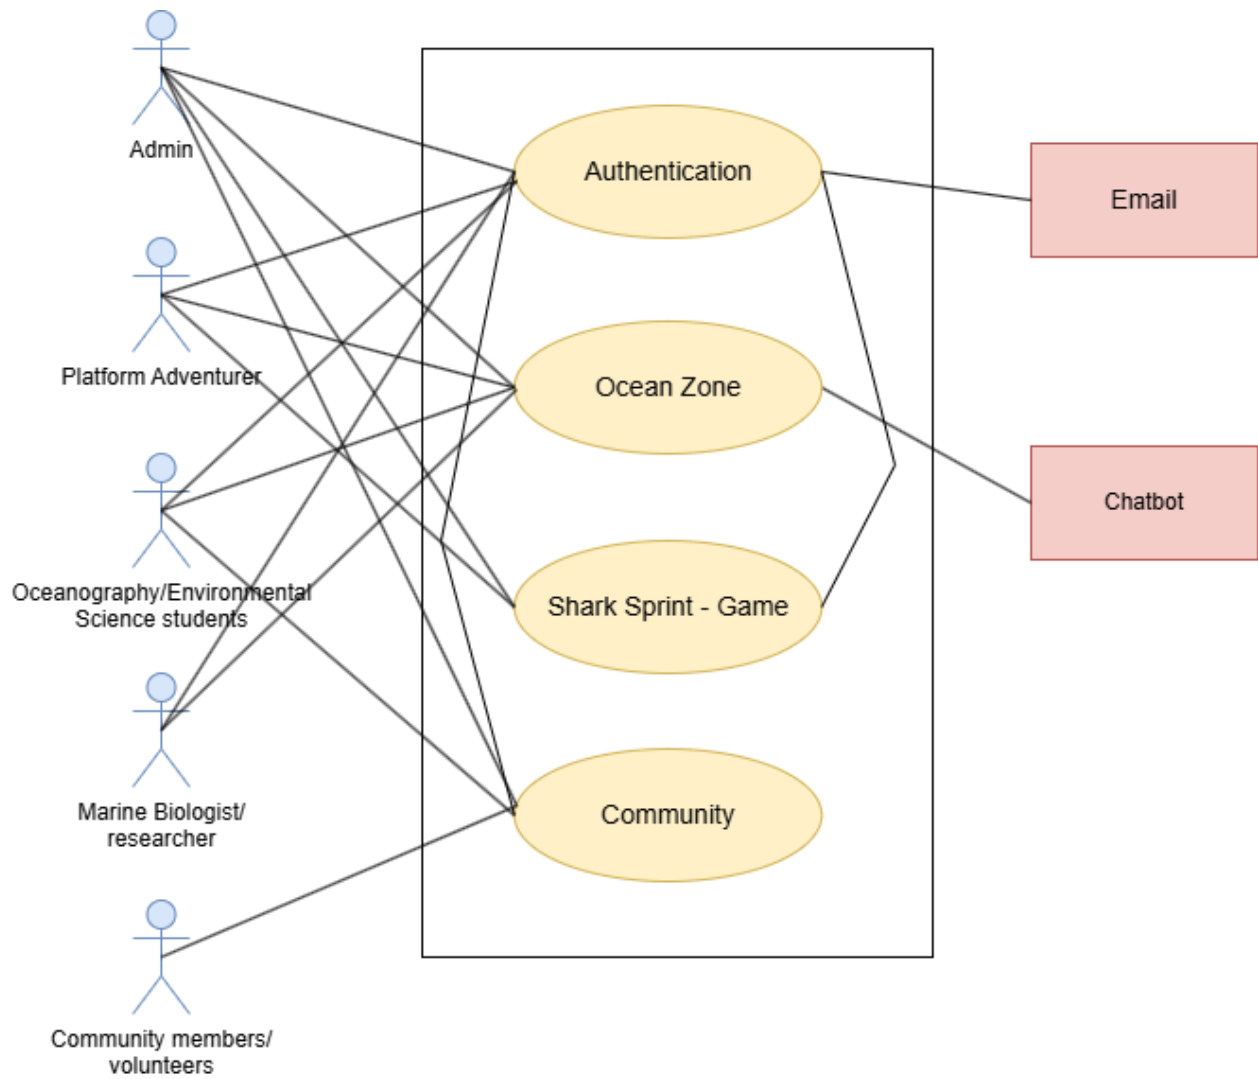 Admin
Platform Adventurer
Oceanography/Environmental
Science students
Marine Biologist/
researcher
Community members/
volunteers
Authentication
Ocean Zone
Shark Sprint - Game
Community
Email
Chatbot